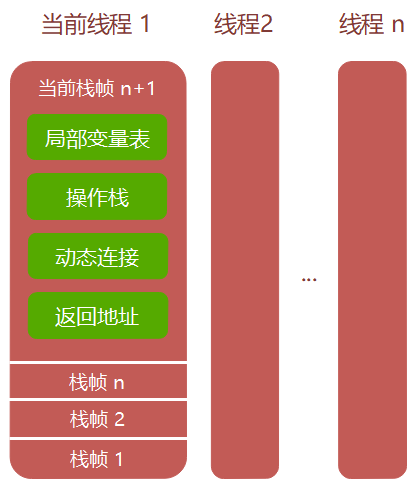 当前线程 1
线程2
线程 n
当前栈帧 n+1
局部变量表
操作栈
动态连接
返回地址
...
栈帧 n
栈帧 2
栈帧 1